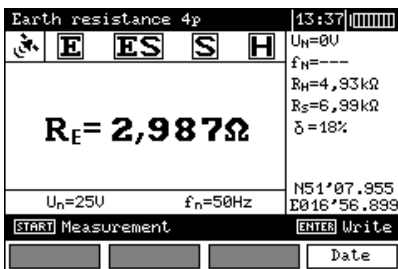 Earth resistance 4p 13:37
E ES S H
UN=0V
fN=---
RH=4,93kΩ
RS=6,99kΩ
δ=18%
RE= 2,987Ω
N51°07.955
E016°56.899
Un=25V fn=50Hz
START Measurement ENTER Write
Date